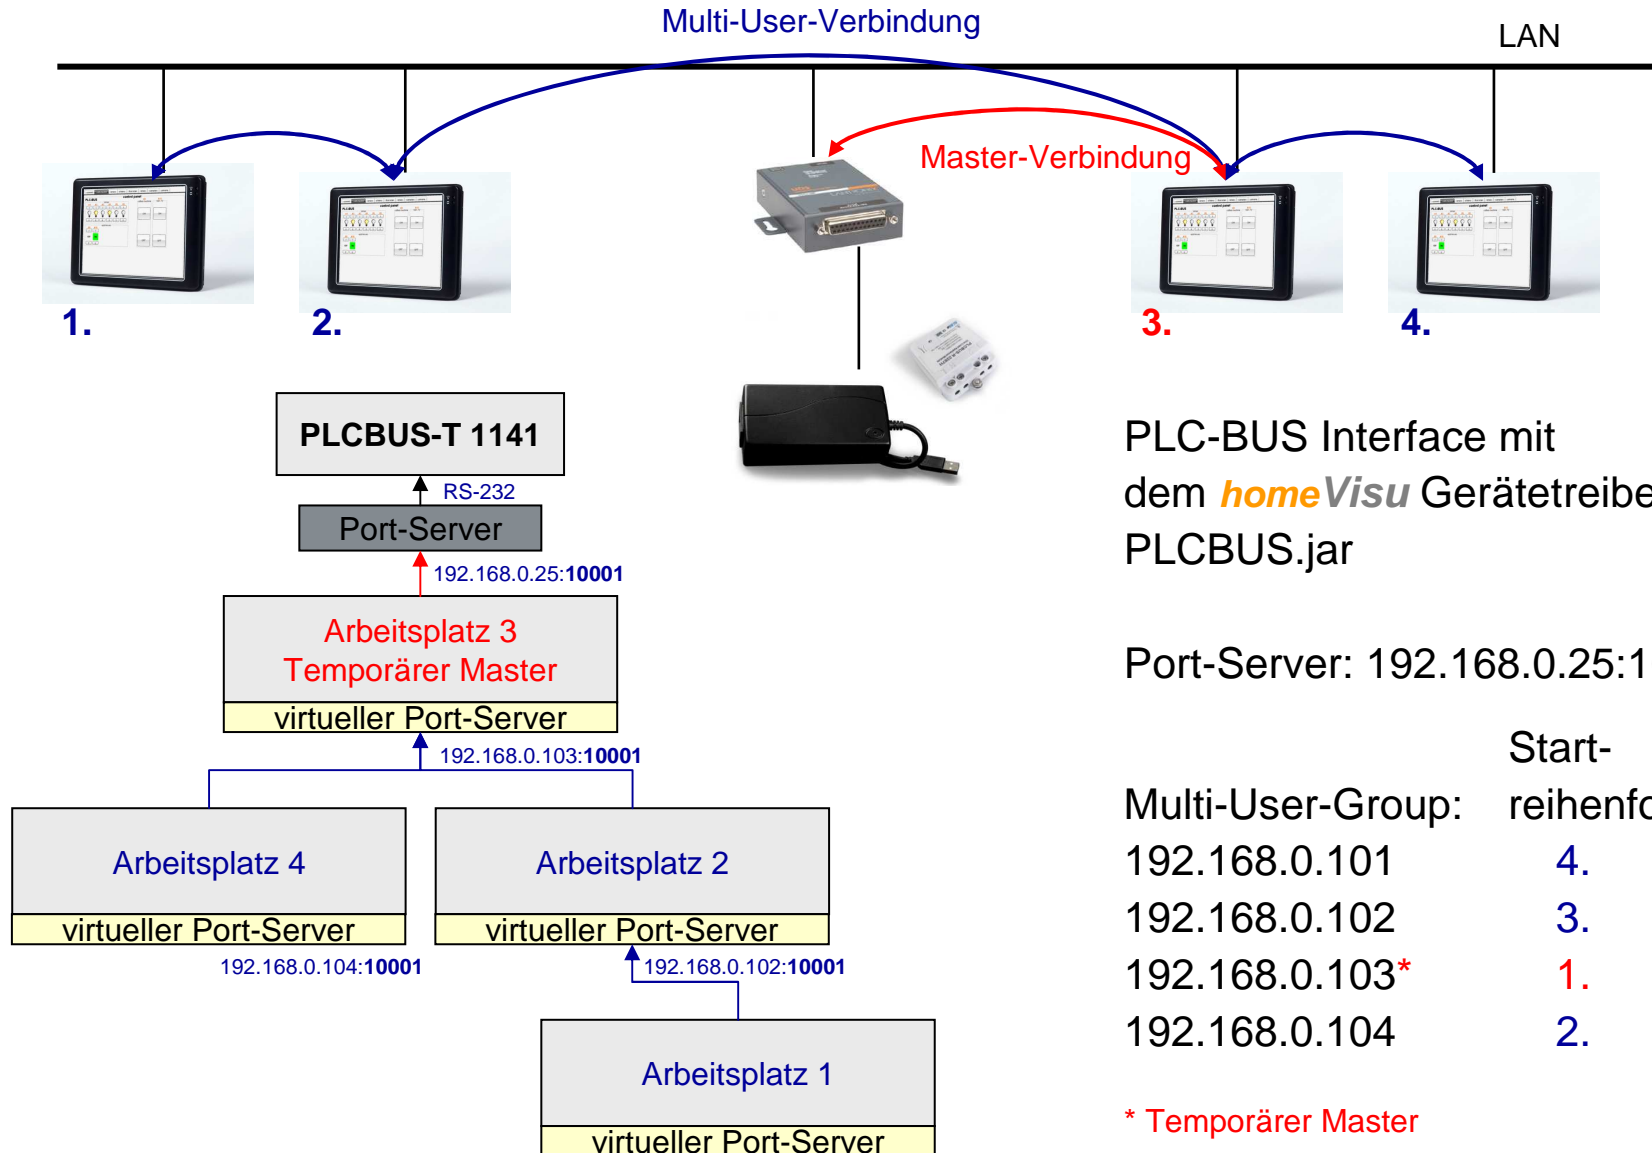 Multi-User-Verbindung
LAN
Master-Verbindung
1.
2.
3.
4.
PLCBUS-T 1141
RS-232
Port-Server
192.168.0.25:10001
Arbeitsplatz 3
Temporärer Master
virtueller Port-Server
192.168.0.103:10001
Arbeitsplatz 4
virtueller Port-Server
192.168.0.104:10001
Arbeitsplatz 2
virtueller Port-Server
192.168.0.102:10001
Arbeitsplatz 1
virtueller Port-Server
PLC-BUS Interface mit
dem homeVisu Gerätetreibe
PLCBUS.jar
Port-Server: 192.168.0.25:1
Start-
Multi-User-Group: reihenfo
192.168.0.101 4.
192.168.0.102 3.
192.168.0.103* 1.
192.168.0.104 2.
* Temporärer Master